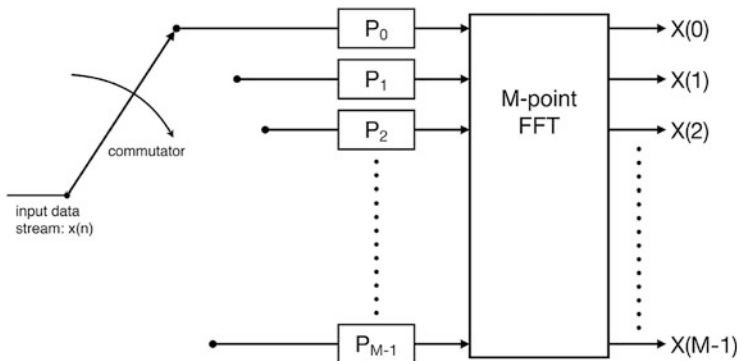 P₀
X(0)
P₁
X(1)
M-point
FFT
P₂
X(2)
commutator
input data
stream: x(n)
Pₘ₋₁
X(M-1)